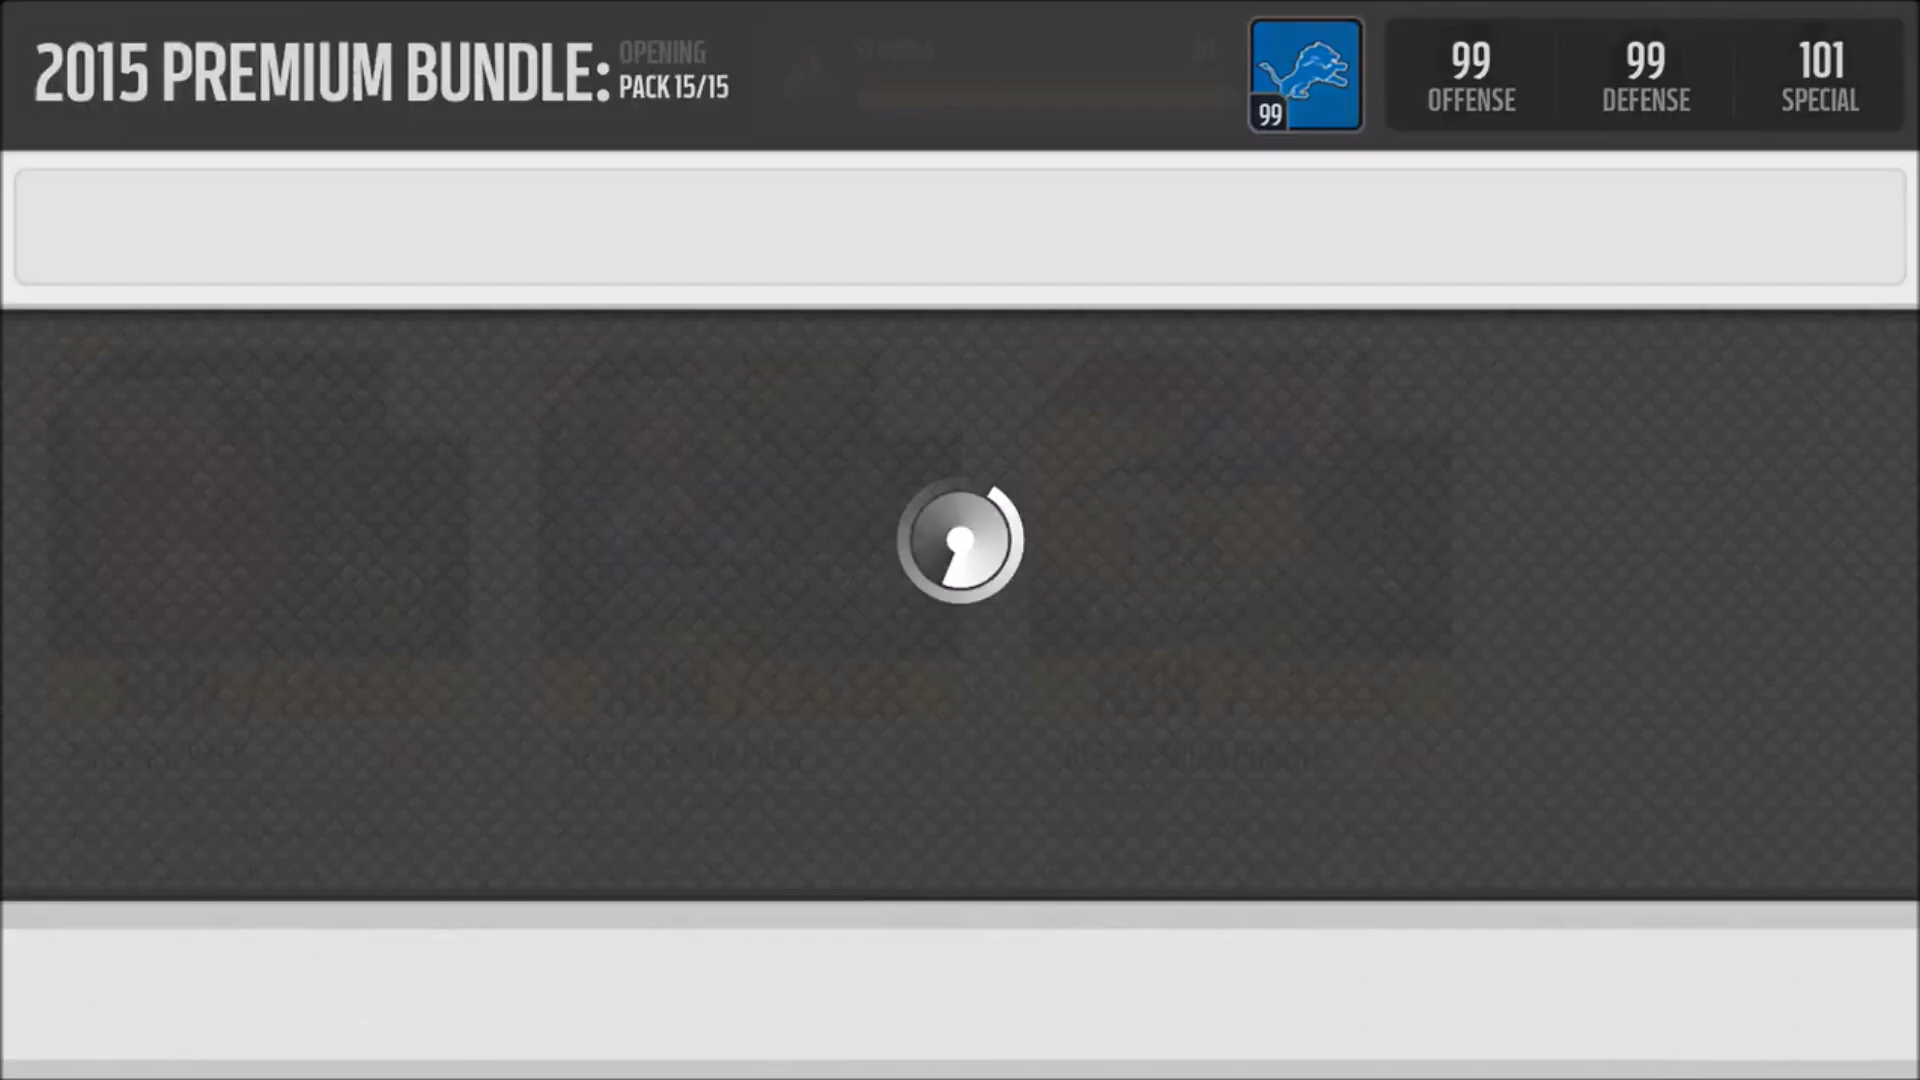 2015 PREMIUM BUNDLE:
OPENING
PACK 15/15
99
99
OFFENSE
99
DEFENSE
101
SPECIAL